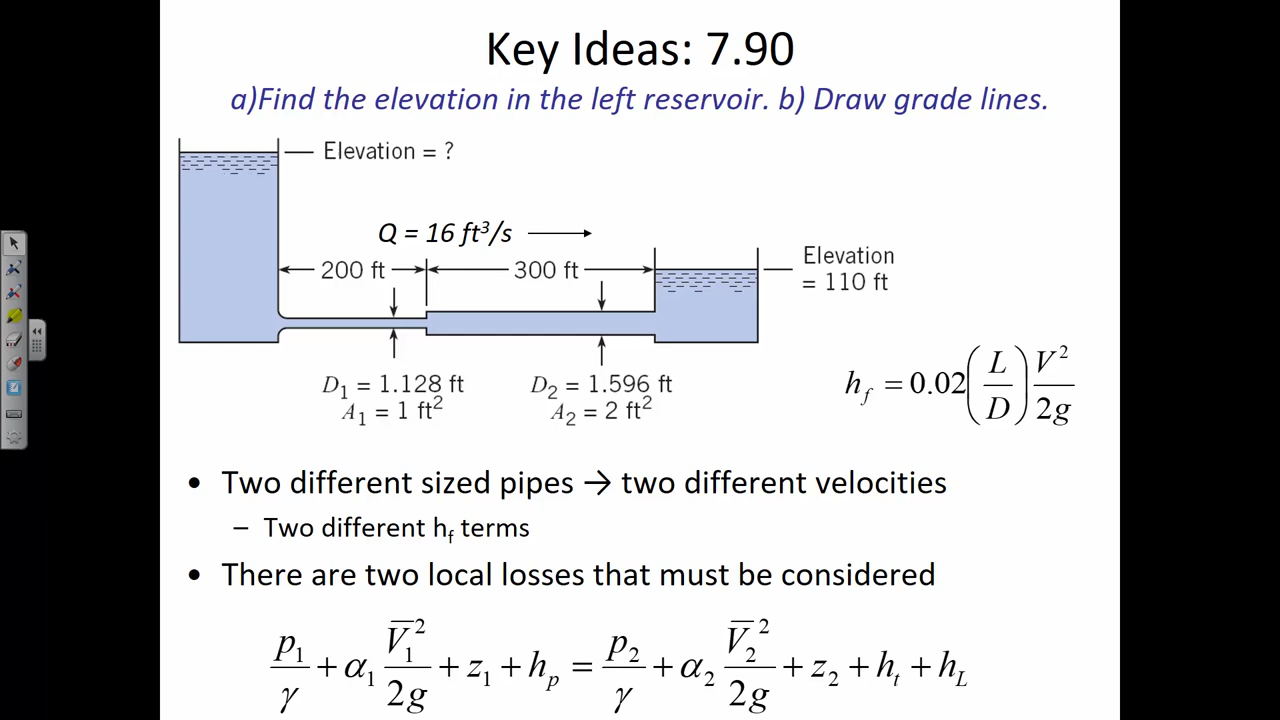 Key Ideas: 7.90
a)Find the elevation in the left reservoir. b) Draw grade lines.
Elevation = ?
Q = 16 ft³/s
200 ft
300 ft
Elevation
= 110 ft
D₁ = 1.128 ft
A₁ = 1 ft²
D₂ = 1.596 ft
A₂ = 2 ft²
h_f = 0.02(L/D)V²/2g
• Two different sized pipes → two different velocities
– Two different h_f terms
• There are two local losses that must be considered
p₁/γ + α₁ V̅₁²/2g + z₁ + h_p = p₂/γ + α₂ V̅₂²/2g + z₂ + h_t + h_L